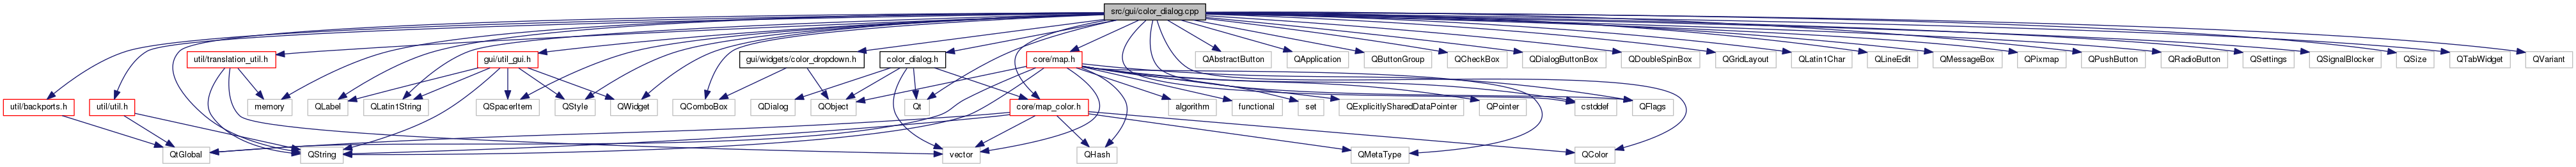 src/gui/color_dialog.cpp
util/translation_util.h
gui/util_gui.h
gui/widgets/color_dropdown.h
color_dialog.h
core/map.h
QAbstractButton
QApplication
QButtonGroup
QCheckBox
QDialogButtonBox
QDoubleSpinBox
QGridLayout
QLatin1Char
QLineEdit
QMessageBox
QPixmap
QPushButton
QRadioButton
QSettings
QSignalBlocker
QSize
QTabWidget
QVariant
util/backports.h
util/util.h
memory
QLabel
QLatin1String
QSpacerItem
QStyle
QWidget
QComboBox
QDialog
QObject
Qt
core/map_color.h
algorithm
functional
set
QExplicitlySharedDataPointer
QPointer
cstddef
QFlags
QtGlobal
QString
vector
QHash
QMetaType
QColor